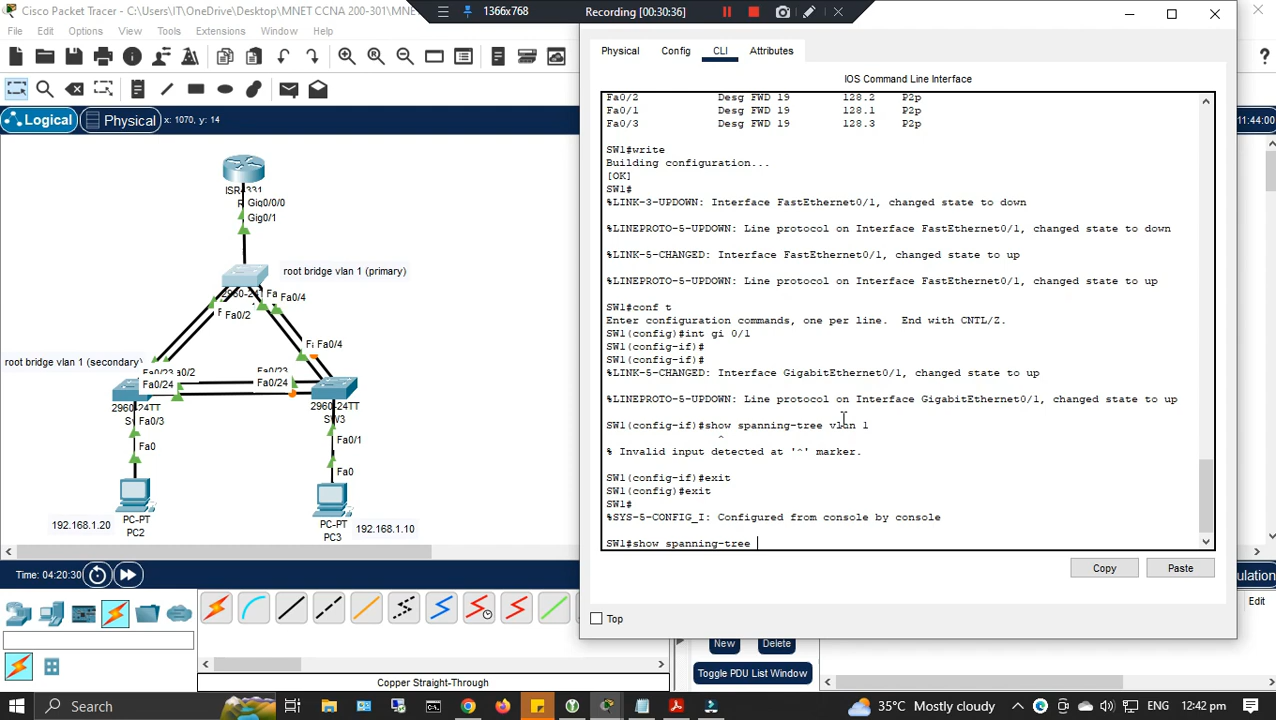 Cisco Packet Tracer - C:\Users\IT\OneDrive\Desktop\MNET CCNA 200-301\MNE
1366x768
Recording [00:30:36]
File Edit Options View Tools Extensions Window Help
Physical Config CLI Attributes
IOS Command Line Interface
Logical
Physical
x: 1070, y: 14
11:44:00
ISR4331
Gig0/0/0
Gig0/1
root bridge vlan 1 (primary)
Fa0/4
Fa0/2
Fa0/4
root bridge vlan 1 (secondary)
Fa0/24
Fa0/24
2960-24TT
SW3
Fa0/3
Fa0/1
Fa0
Fa0
192.168.1.20
PC-PT
PC2
PC-PT
PC3
192.168.1.10
Fa0/2 Desg FWD 19 128.2 P2p
Fa0/1 Desg FWD 19 128.1 P2p
Fa0/3 Desg FWD 19 128.3 P2p
SW1#write
Building configuration...
[OK]
SW1#
%LINK-3-UPDOWN: Interface FastEthernet0/1, changed state to down
%LINEPROTO-5-UPDOWN: Line protocol on Interface FastEthernet0/1, changed state to down
%LINK-5-CHANGED: Interface FastEthernet0/1, changed state to up
%LINEPROTO-5-UPDOWN: Line protocol on Interface FastEthernet0/1, changed state to up
SW1#conf t
Enter configuration commands, one per line. End with CNTL/Z.
SW1(config)#int gi 0/1
SW1(config-if)#
SW1(config-if)#
%LINK-5-CHANGED: Interface GigabitEthernet0/1, changed state to up
%LINEPROTO-5-UPDOWN: Line protocol on Interface GigabitEthernet0/1, changed state to up
SW1(config-if)#show spanning-tree vlan 1
^
% Invalid input detected at '^' marker.
SW1(config-if)#exit
SW1(config)#exit
SW1#
%SYS-5-CONFIG_I: Configured from console by console
SW1#show spanning-tree
Copy
Paste
Top
Time: 04:20:30
Copper Straight-Through
New
Delete
Toggle PDU List Window
Edit
Search
35°C Mostly cloudy
ENG
12:42 pm